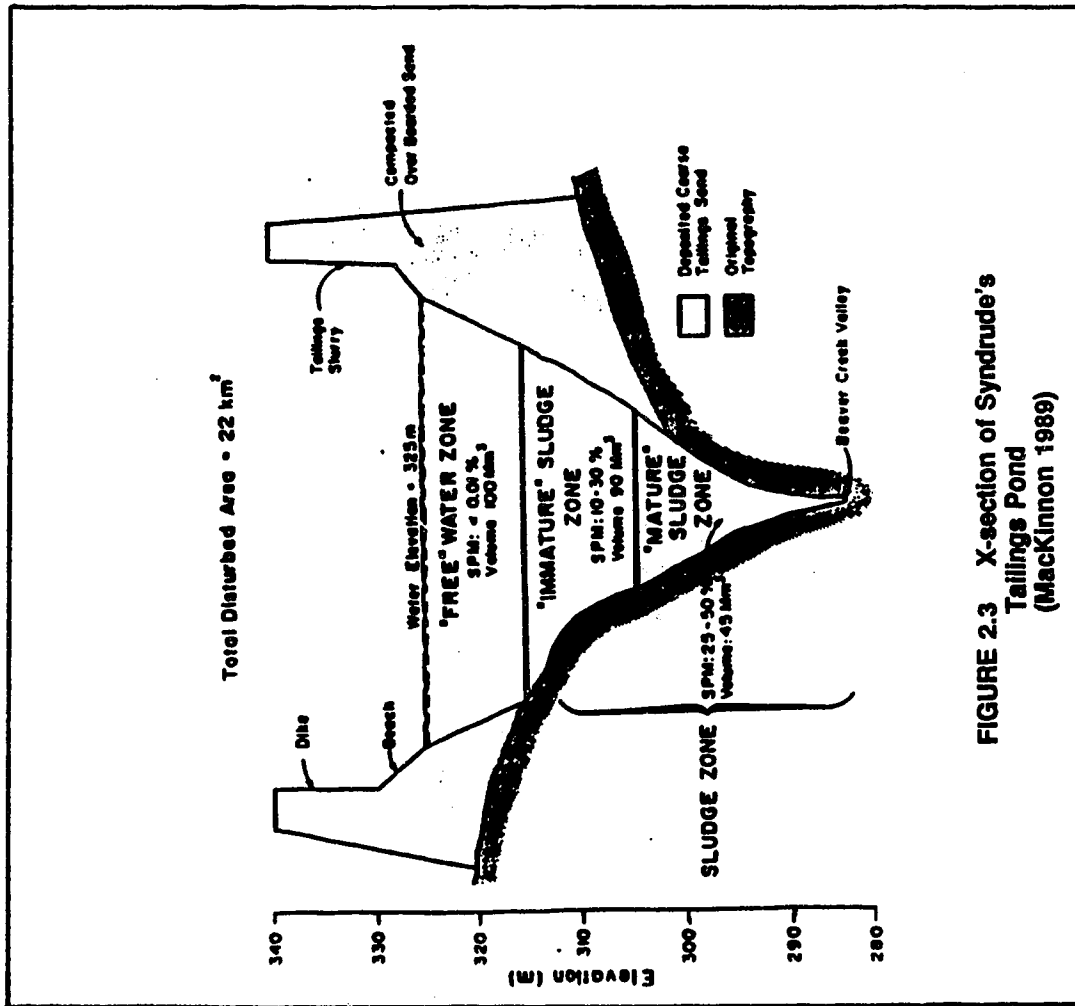 Total Disturbed Area = 22 km²
Dike
Beach
Tailings
Slurry
Compacted
Over Boarded Sand
Water Elevation = 325m
"FREE" WATER ZONE
SPM: < 0.01%
Volume 100 Mm³
"IMMATURE" SLUDGE
ZONE
SPM: 10-30 %
Volume 90 Mm³
"MATURE"
SLUDGE
ZONE
SPM: 25-50 %
Volume: 45 Mm³
SLUDGE ZONE
Deposited Coarse
Tailings Sand
Original
Topography
Beaver Creek Valley
Elevation (m)
340
330
320
310
300
290
280
FIGURE 2.3 X-section of Syndrude's
Tailings Pond
(MacKinnon 1989)